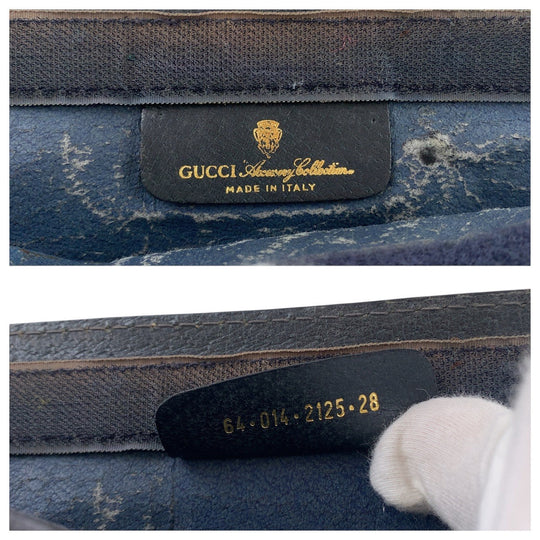 GUCCI Accessory Collection
MADE IN ITALY
64•014•2125•28